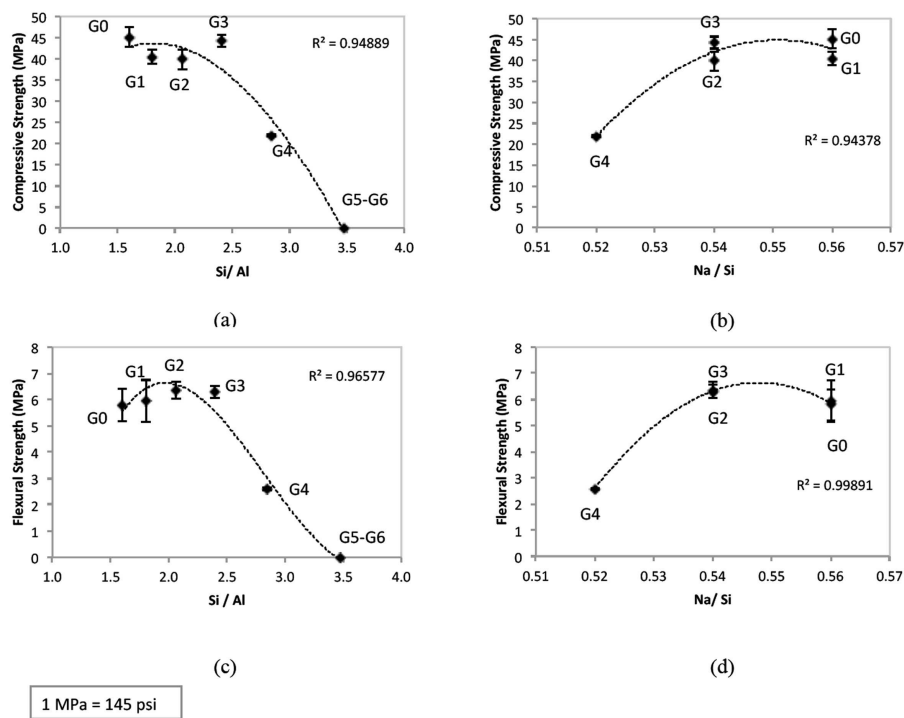 Compressive Strength (MPa)
50
45
40
35
30
25
20
15
10
5
0
G0
G1
G2
G3
G4
G5-G6
R² = 0.94889
1.0 1.5 2.0 2.5 3.0 3.5 4.0
Si/ Al
(a)
Compressive Strength (MPa)
50
45
40
35
30
25
20
15
10
5
0
G3
G2
G0
G1
G4
R² = 0.94378
0.51 0.52 0.53 0.54 0.55 0.56 0.57
Na / Si
(b)
Flexural Strength (MPa)
8
7
6
5
4
3
2
1
0
G0
G1
G2
G3
G4
G5-G6
R² = 0.96577
1.0 1.5 2.0 2.5 3.0 3.5 4.0
Si / Al
(c)
Flexural Strength (MPa)
8
7
6
5
4
3
2
1
0
G3
G2
G1
G0
G4
R² = 0.99891
0.51 0.52 0.53 0.54 0.55 0.56 0.57
Na/ Si
(d)
1 MPa = 145 psi